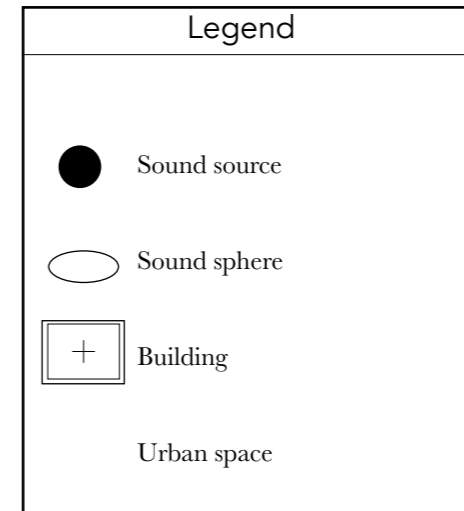 Legend
Sound source
Sound sphere
Building
Urban space